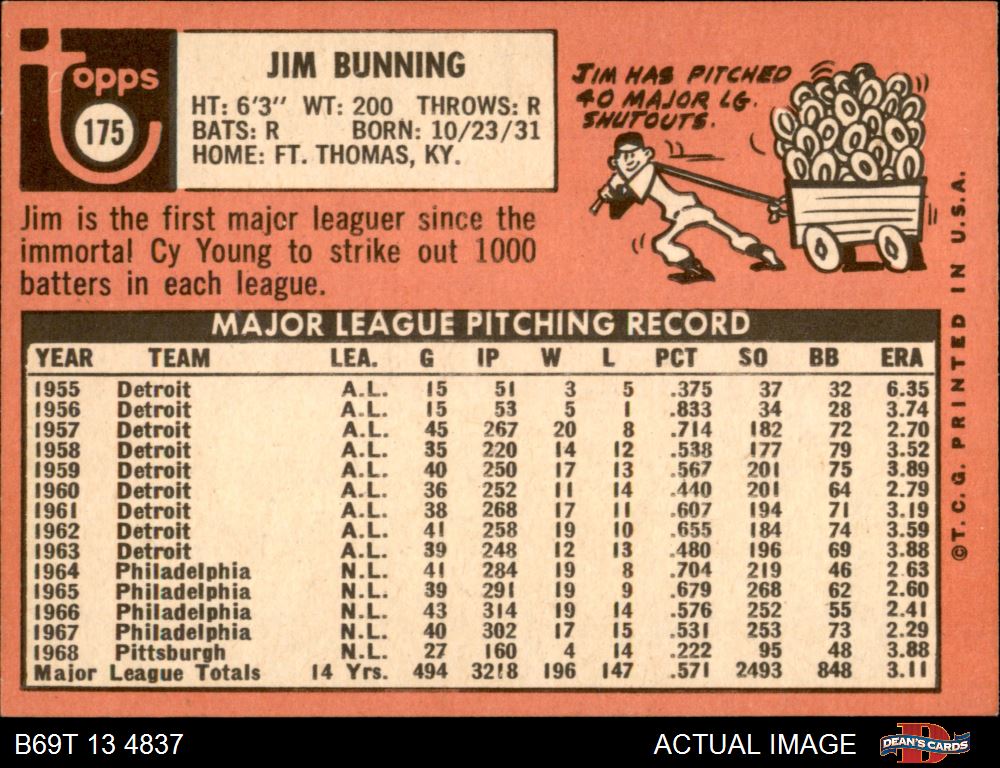 topps
175
JIM BUNNING
HT: 6'3" WT: 200 THROWS: R
BATS: R BORN: 10/23/31
HOME: FT. THOMAS, KY.
JIM HAS PITCHED
40 MAJOR LG.
SHUTOUTS.
Jim is the first major leaguer since the
immortal Cy Young to strike out 1000
batters in each league.
MAJOR LEAGUE PITCHING RECORD
YEAR TEAM LEA. G IP W L PCT SO BB ERA
1955 Detroit A.L. 15 51 3 5 .375 37 32 6.35
1956 Detroit A.L. 15 53 5 1 .833 34 28 3.74
1957 Detroit A.L. 45 267 20 8 .714 182 72 2.70
1958 Detroit A.L. 35 220 14 12 .538 177 79 3.52
1959 Detroit A.L. 40 250 17 13 .567 201 75 3.89
1960 Detroit A.L. 36 252 11 14 .440 201 64 2.79
1961 Detroit A.L. 38 268 17 11 .607 194 71 3.19
1962 Detroit A.L. 41 258 19 10 .655 184 74 3.59
1963 Detroit A.L. 39 248 12 13 .480 196 69 3.88
1964 Philadelphia N.L. 41 284 19 8 .704 219 46 2.63
1965 Philadelphia N.L. 39 291 19 9 .679 268 62 2.60
1966 Philadelphia N.L. 43 314 19 14 .576 252 55 2.41
1967 Philadelphia N.L. 40 302 17 15 .531 253 73 2.29
1968 Pittsburgh N.L. 27 160 4 14 .222 95 48 3.88
Major League Totals 14 Yrs. 494 3218 196 147 .571 2493 848 3.11
©T.C.G. PRINTED IN U.S.A.
B69T 13 4837
ACTUAL IMAGE
DEAN'S CARDS